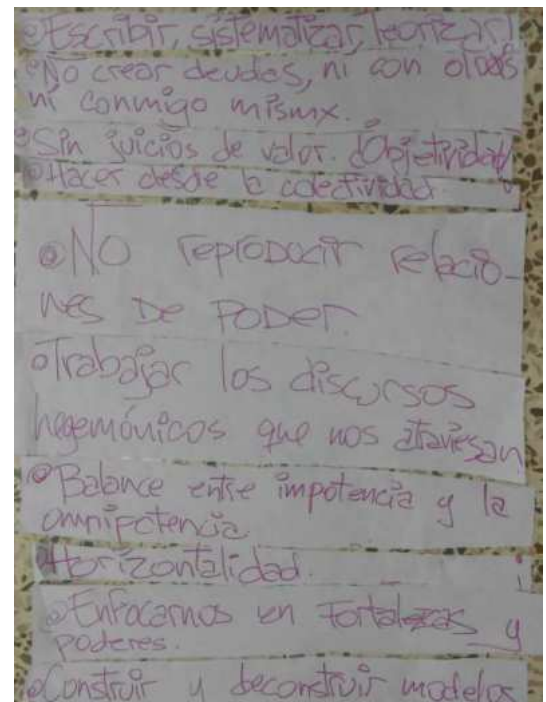 • Escribir, sistematizar, teorizar!
• No crear deudas, ni con otrxs
ni conmigo mismx.
• Sin juicios de valor. ¿Objetividad?
• Hacer desde la colectividad
• NO reproducir relacio-
nes de poder.
• Trabajar los discursos
hegemónicos que nos atraviesan
• Balance entre impotencia y la
omnipotencia
• Horizontalidad.
• Enfocarnos en Fortalezas y
poderes.
• Construir y deconstruir modelos